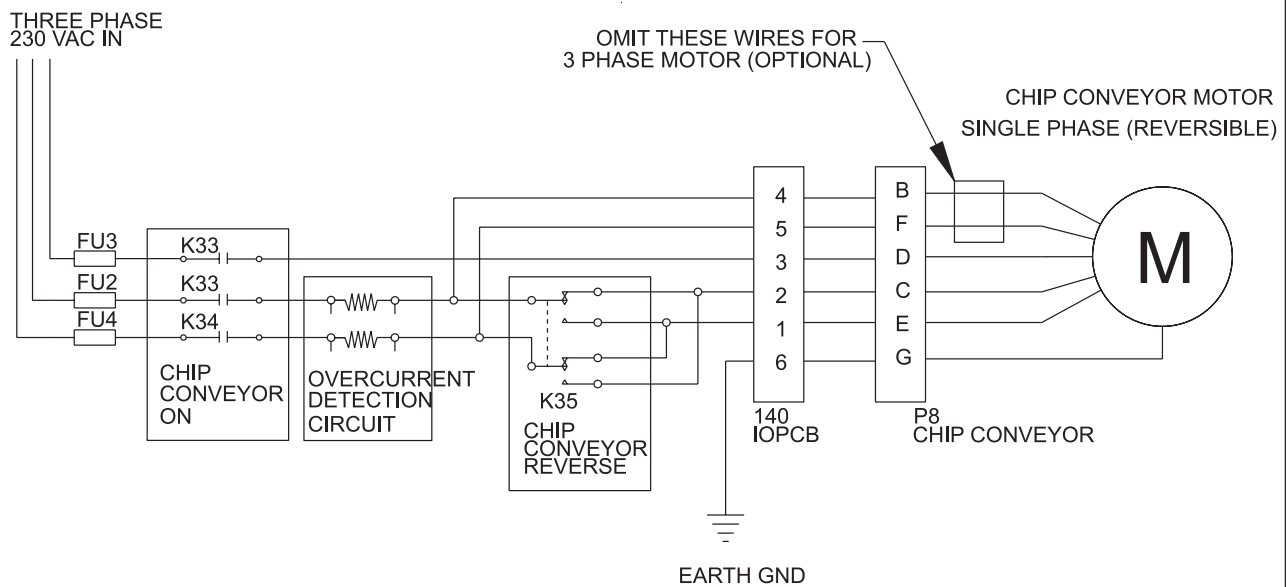 THREE PHASE
230 VAC IN
OMIT THESE WIRES FOR
3 PHASE MOTOR (OPTIONAL)
CHIP CONVEYOR MOTOR
SINGLE PHASE (REVERSIBLE)
FU3
FU2
FU4
K33
K33
K34
CHIP
CONVEYOR
ON
OVERCURRENT
DETECTION
CIRCUIT
K35
CHIP
CONVEYOR
REVERSE
4
5
3
2
1
6
140
IOPCB
B
F
D
C
E
G
P8
CHIP CONVEYOR
M
EARTH GND